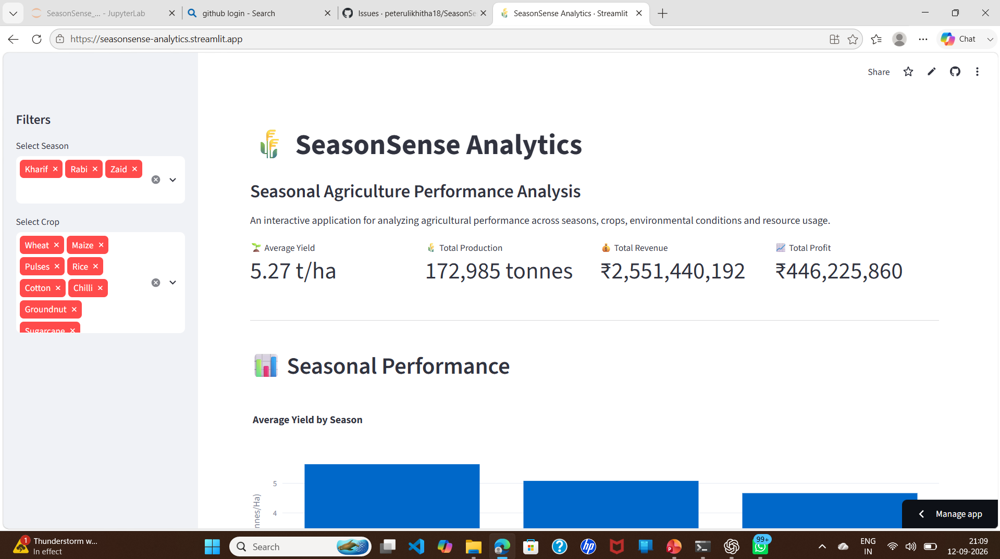 SeasonSense_... - JupyterLab
github login - Search
Issues · peterulikhitha18/SeasonSe
SeasonSense Analytics · Streamlit
https://seasonsense-analytics.streamlit.app
Chat
Share
Filters
Select Season
Kharif
Rabi
Zaid
Select Crop
Wheat
Maize
Pulses
Rice
Cotton
Chilli
Groundnut
Sugarcane
SeasonSense Analytics
Seasonal Agriculture Performance Analysis
An interactive application for analyzing agricultural performance across seasons, crops, environmental conditions and resource usage.
Average Yield
5.27 t/ha
Total Production
172,985 tonnes
Total Revenue
₹2,551,440,192
Total Profit
₹446,225,860
Seasonal Performance
Average Yield by Season
5
4
nnes/Ha)
Manage app
1
Thunderstorm w...
In effect
Search
99+
ENG
IN
21:09
12-09-2026